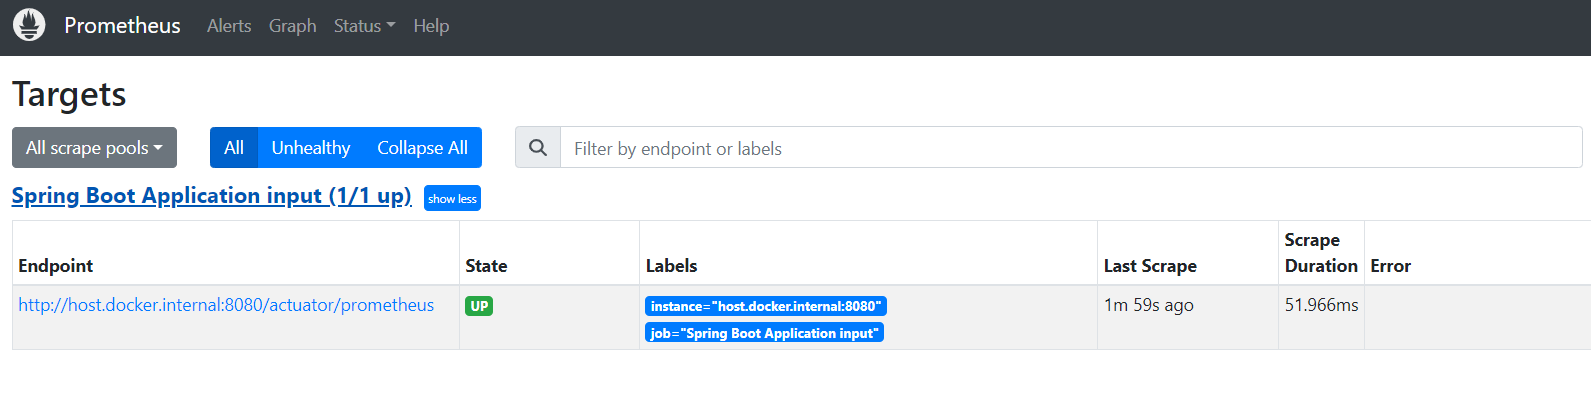 Prometheus Alerts Graph Status Help
Targets
All scrape pools All Unhealthy Collapse All Filter by endpoint or labels
Spring Boot Application input (1/1 up) show less
Endpoint State Labels Last Scrape Scrape Duration Error
http://host.docker.internal:8080/actuator/prometheus UP instance="host.docker.internal:8080" 1m 59s ago 51.966ms
job="Spring Boot Application input"